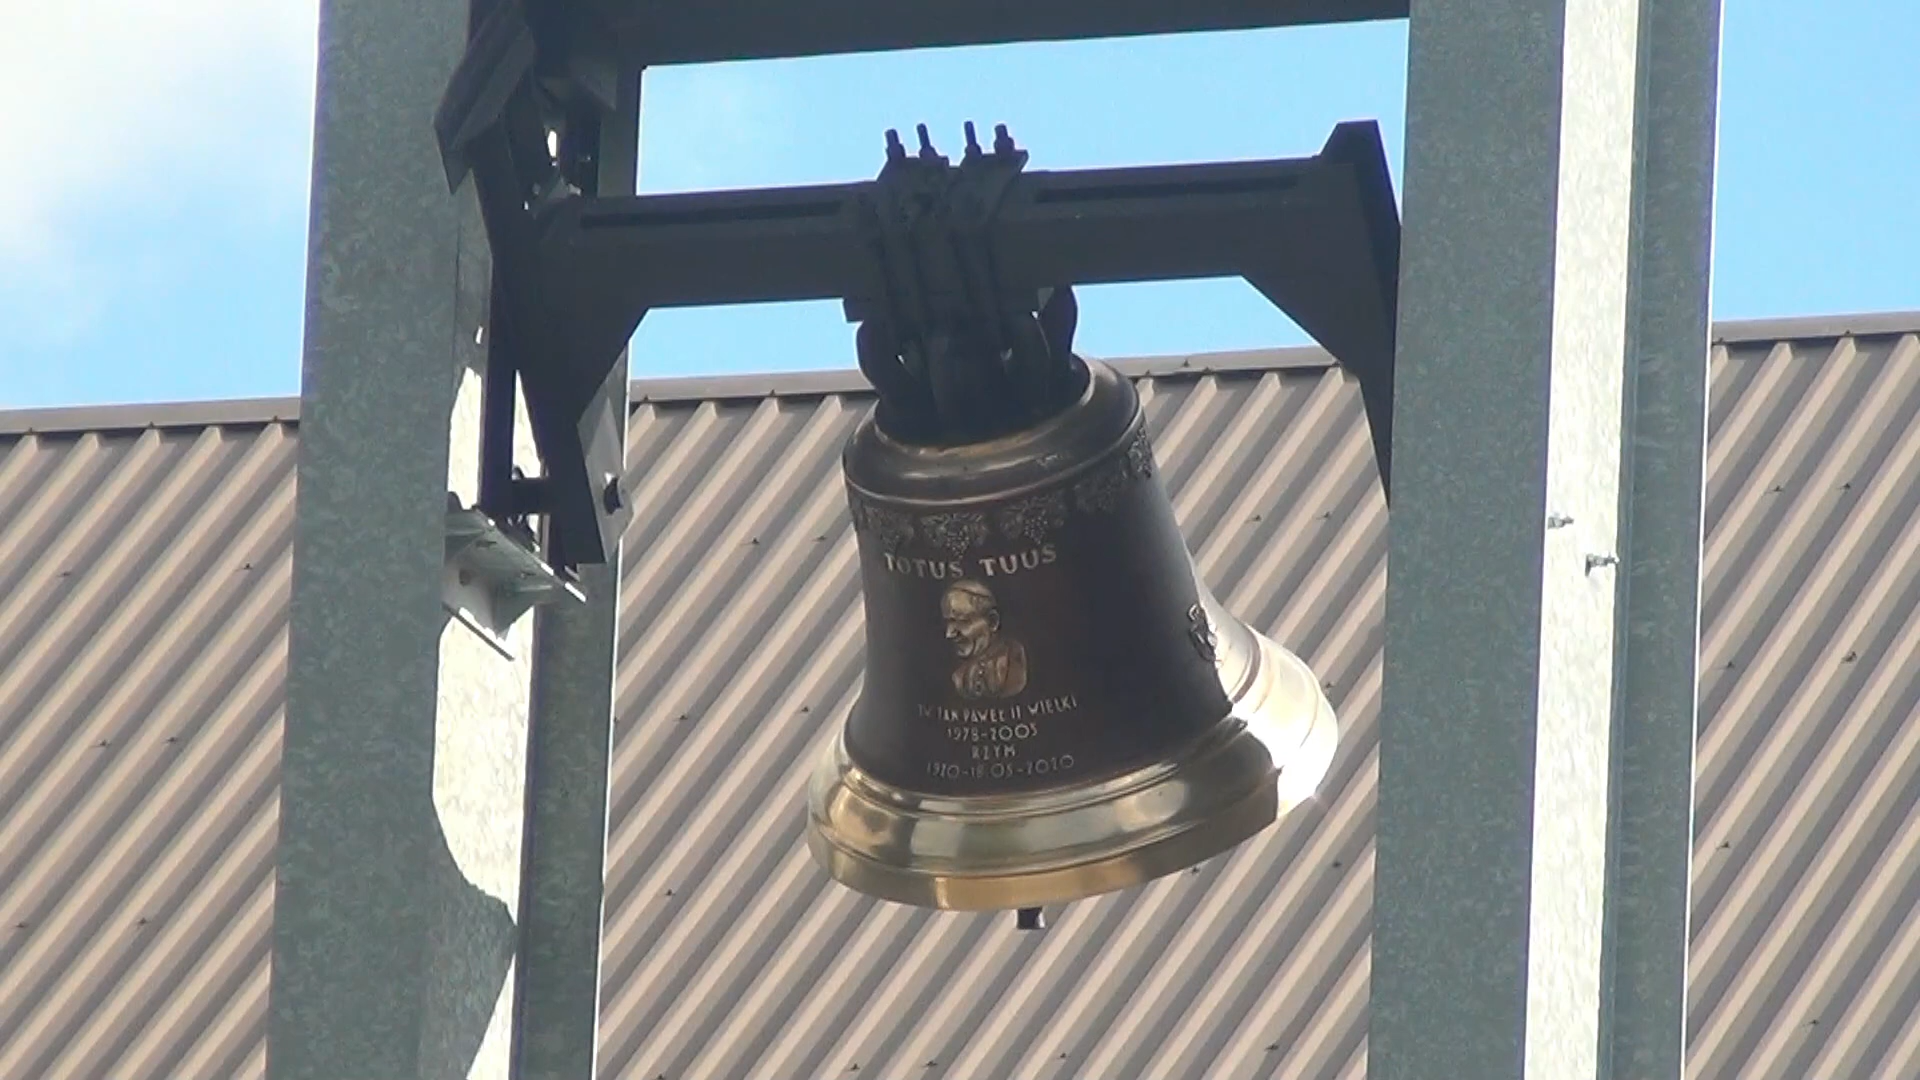 TOTUS TUUS
ŚW. JAN PAWEŁ II WIELKI
1978-2005
RZYM
1920-18-05-2020